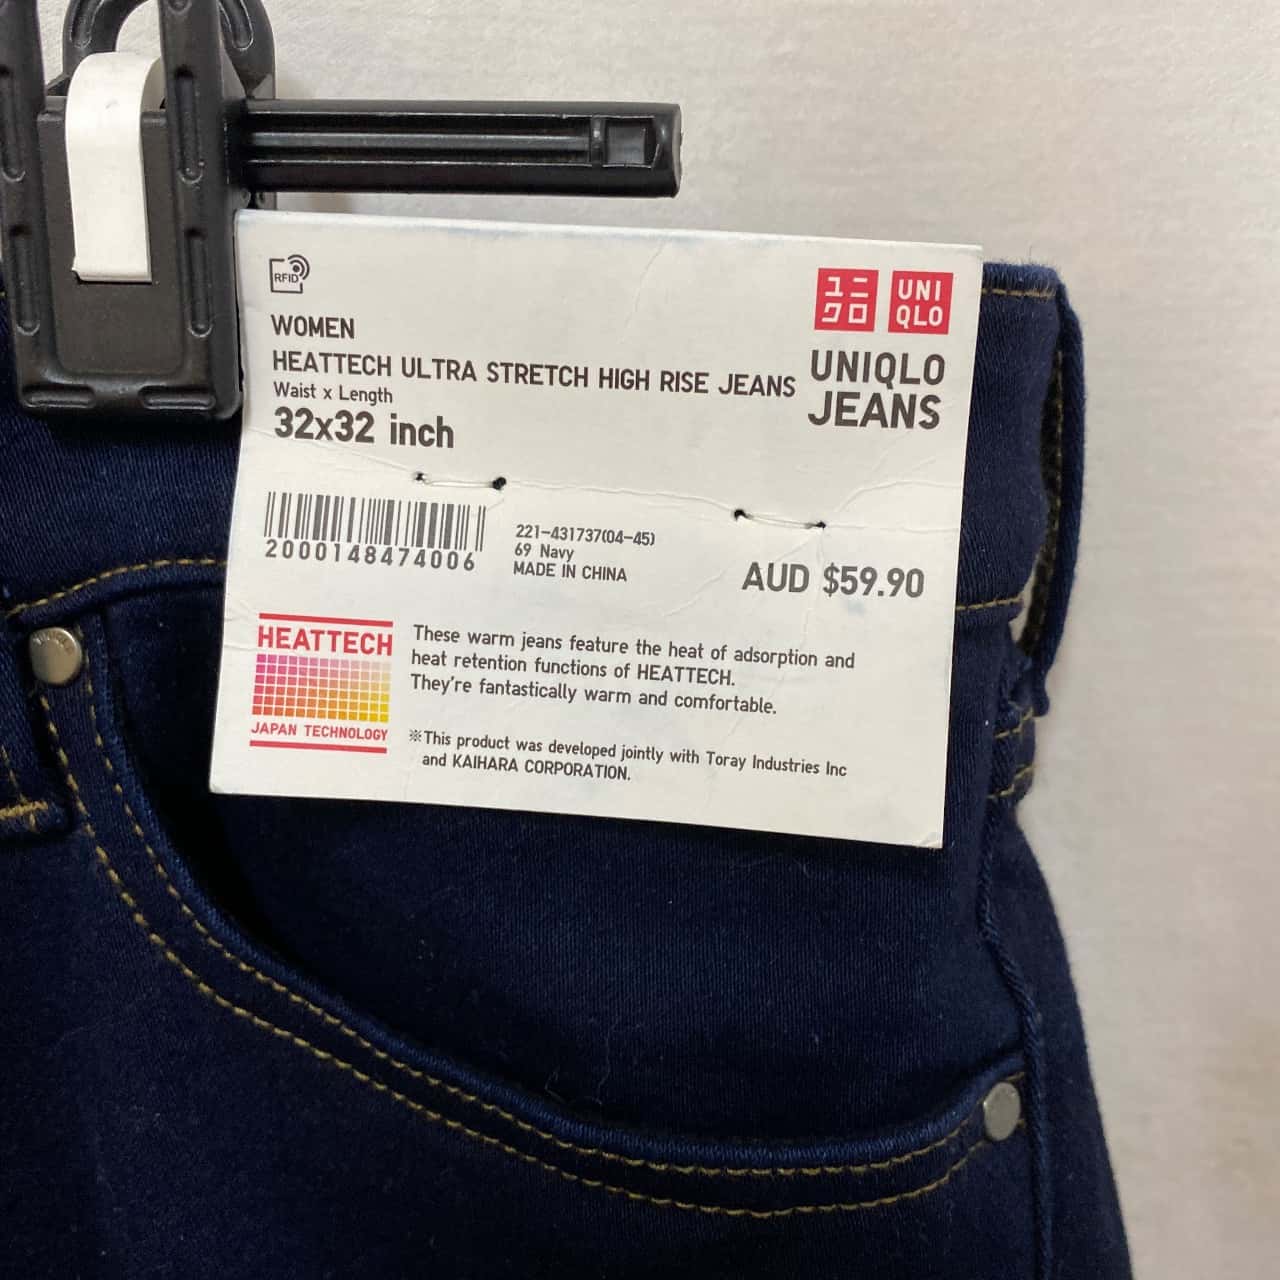 RFID
ユニ
クロ
UNI
QLO
WOMEN
HEATTECH ULTRA STRETCH HIGH RISE JEANS
UNIQLO
JEANS
Waist x Length
32x32 inch
2000148474006
221-431737(04-45)
69 Navy
MADE IN CHINA
AUD $59.90
HEATTECH
JAPAN TECHNOLOGY
These warm jeans feature the heat of adsorption and
heat retention functions of HEATTECH.
They're fantastically warm and comfortable.
※This product was developed jointly with Toray Industries Inc
and KAIHARA CORPORATION.